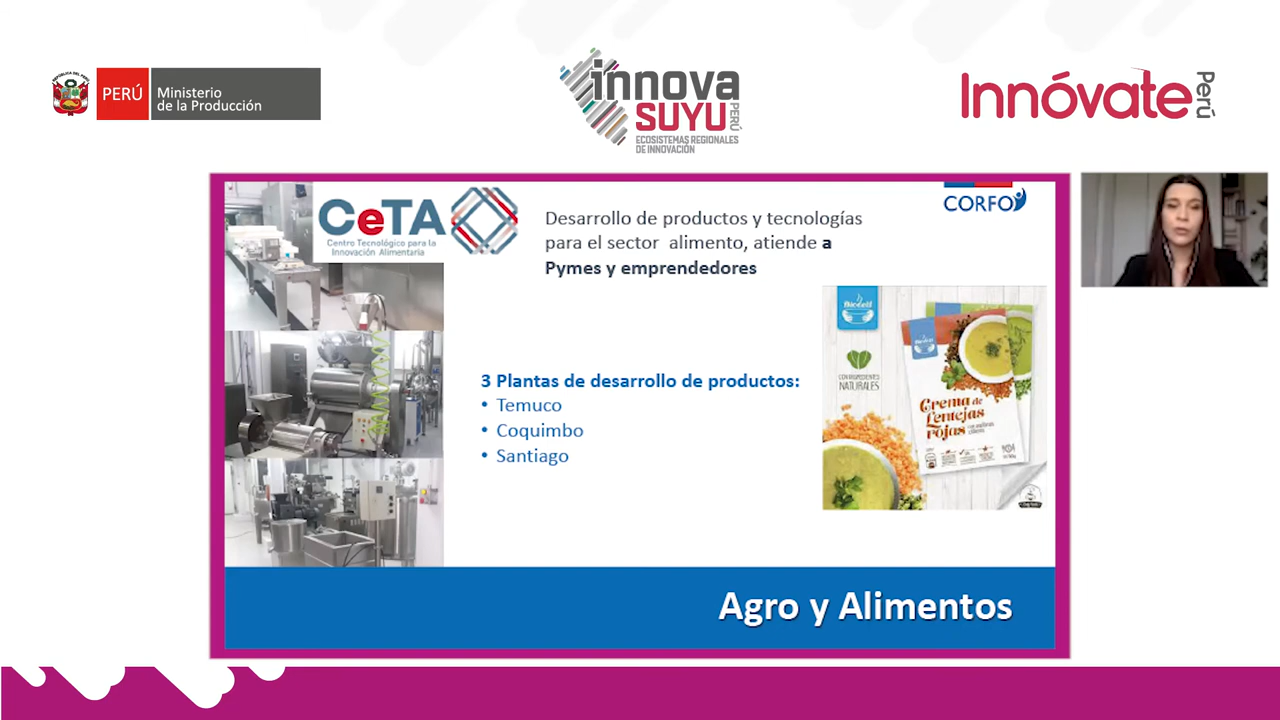 PERÚ
Ministerio
de la Producción
innova
SUYU
PERÚ
ECOSISTEMAS REGIONALES
DE INNOVACIÓN
Innóvate
Perú
CeTA
Centro Tecnológico para la
Innovación Alimentaria
Desarrollo de productos y tecnologías
para el sector alimento, atiende a
Pymes y emprendedores
CORFO
3 Plantas de desarrollo de productos:
• Temuco
• Coquimbo
• Santiago
CON INGREDIENTES
NATURALES
Crema de
lentejas
rojas
Agro y Alimentos